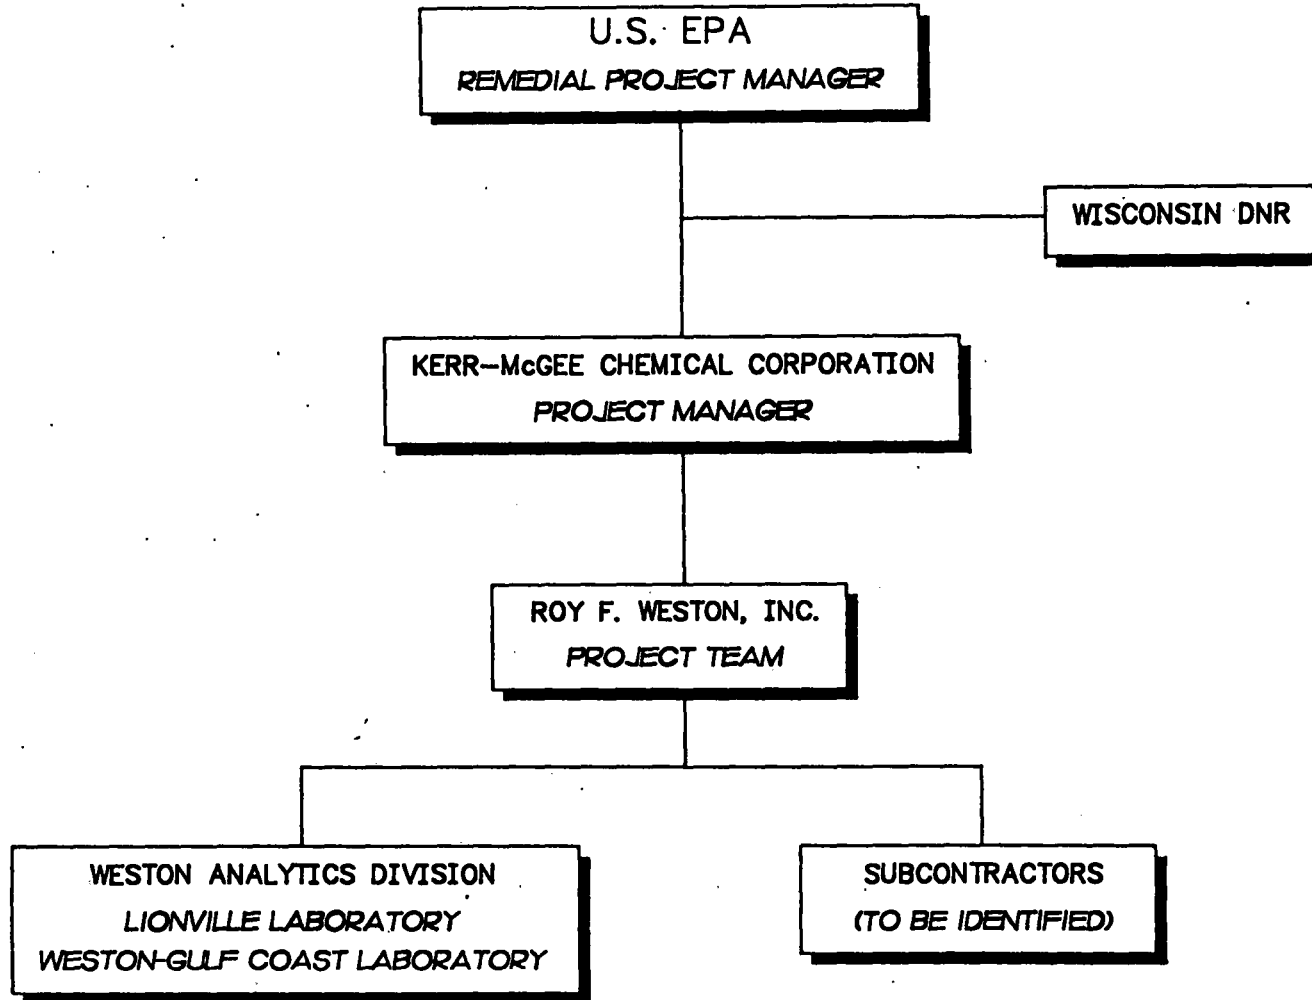 U.S. EPA
REMEDIAL PROJECT MANAGER
WISCONSIN DNR
KERR-McGEE CHEMICAL CORPORATION
PROJECT MANAGER
ROY F. WESTON, INC.
PROJECT TEAM
WESTON ANALYTICS DIVISION
LIONVILLE LABORATORY
WESTON-GULF COAST LABORATORY
SUBCONTRACTORS
(TO BE IDENTIFIED)